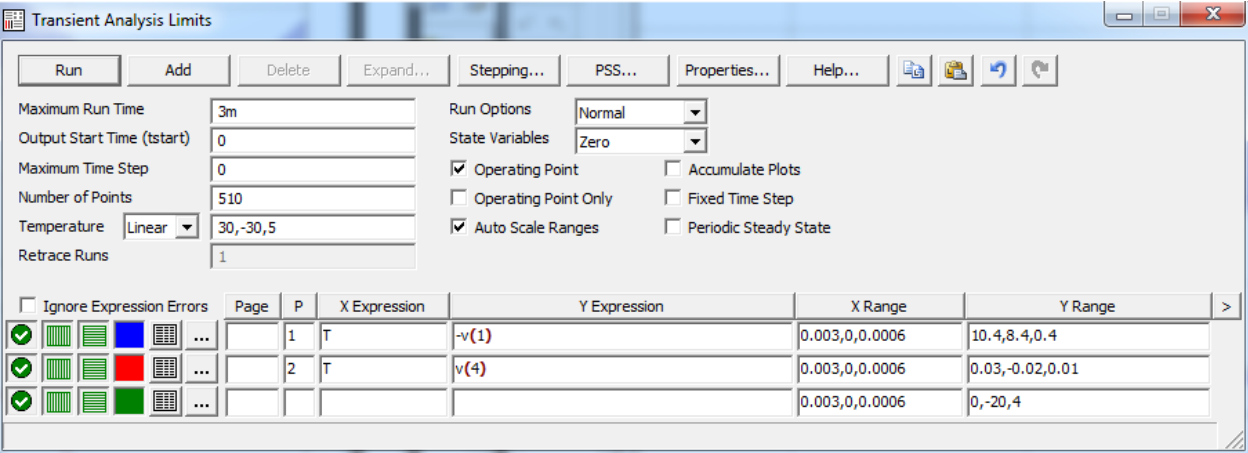 Transient Analysis Limits
Run Add Delete Expand... Stepping... PSS... Properties... Help...
Maximum Run Time 3m Run Options Normal
Output Start Time (tstart) 0 State Variables Zero
Maximum Time Step 0 Operating Point Accumulate Plots
Number of Points 510 Operating Point Only Fixed Time Step
Temperature Linear 30,-30,5 Auto Scale Ranges Periodic Steady State
Retrace Runs 1
Ignore Expression Errors Page P X Expression Y Expression X Range Y Range >
... 1 T -v(1) 0.003,0,0.0006 10.4,8.4,0.4
... 2 T v(4) 0.003,0,0.0006 0.03,-0.02,0.01
... 0.003,0,0.0006 0,-20,4